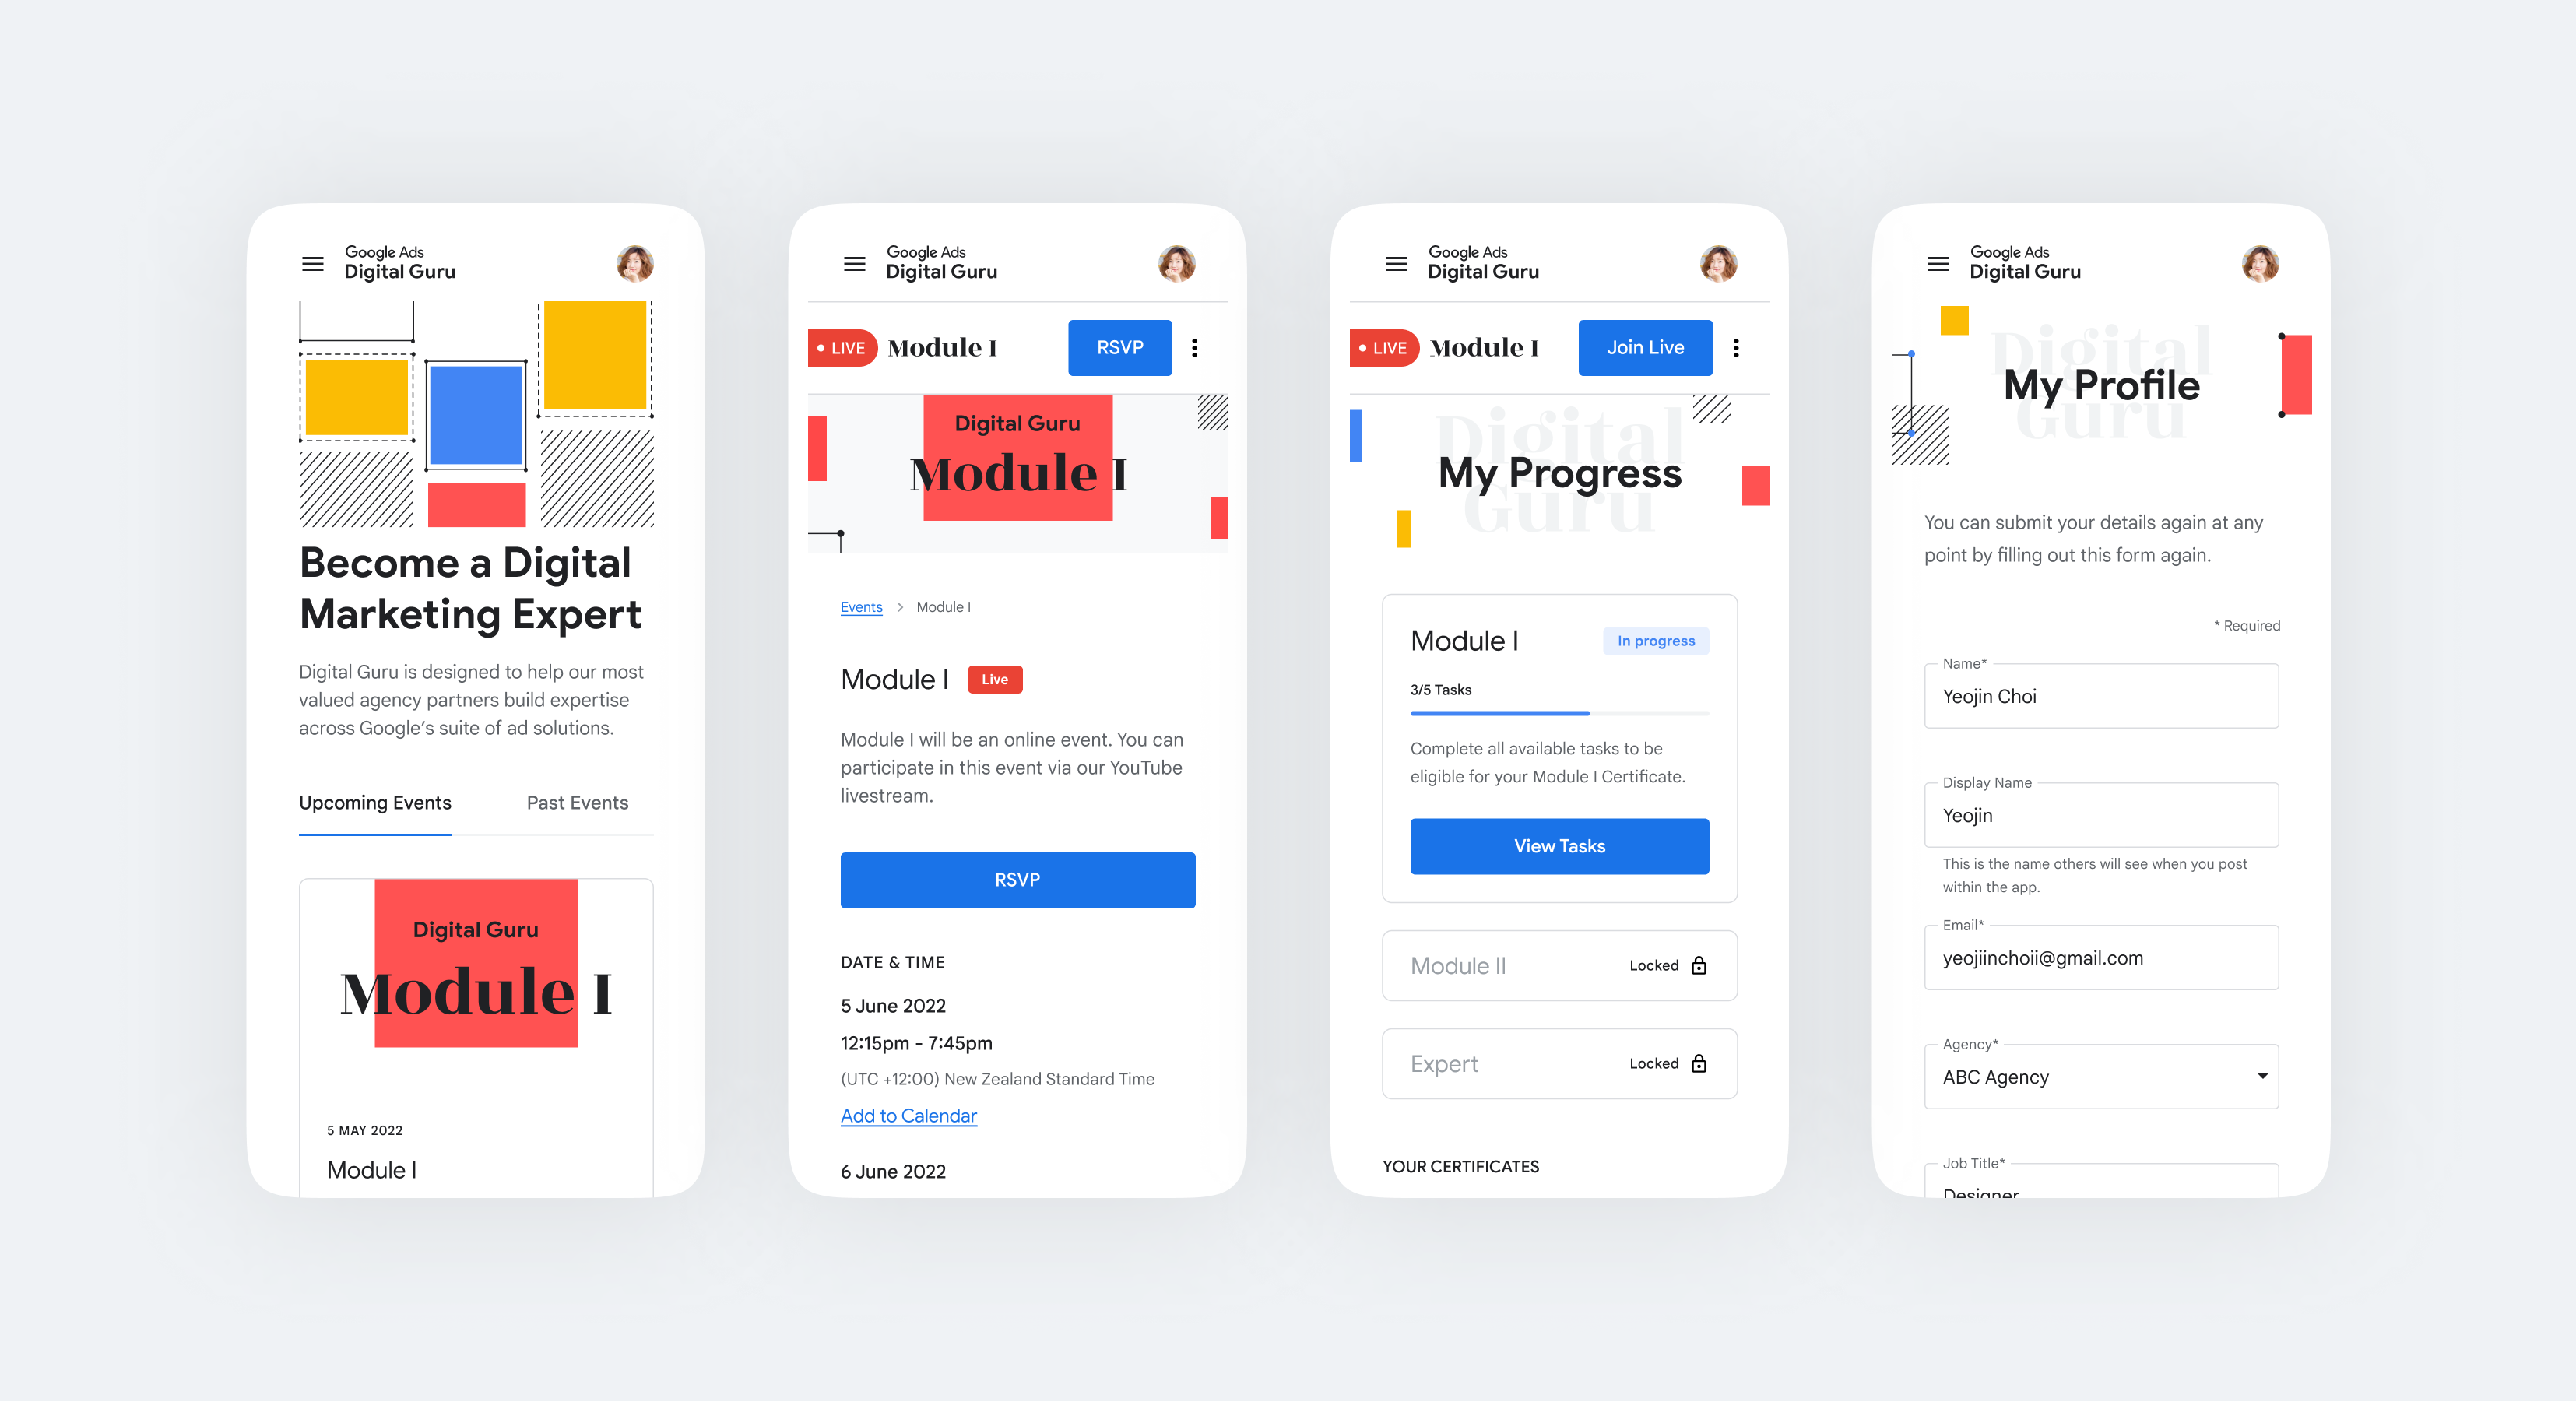 Google Ads
Digital Guru
Become a Digital
Marketing Expert
Digital Guru is designed to help our most
valued agency partners build expertise
across Google’s suite of ad solutions.
Upcoming Events
Past Events
Digital Guru
Module I
5 MAY 2022
Module I
Google Ads
Digital Guru
LIVE
Module I
RSVP
Digital Guru
Module I
Events > Module I
Module I
Live
Module I will be an online event. You can
participate in this event via our YouTube
livestream.
RSVP
DATE & TIME
5 June 2022
12:15pm - 7:45pm
(UTC +12:00) New Zealand Standard Time
Add to Calendar
6 June 2022
Google Ads
Digital Guru
LIVE
Module I
Join Live
Digital
My Progress
Guru
Module I
In progress
3/5 Tasks
Complete all available tasks to be
eligible for your Module I Certificate.
View Tasks
Module II
Locked
Expert
Locked
YOUR CERTIFICATES
Google Ads
Digital Guru
Digital
My Profile
Guru
You can submit your details again at any
point by filling out this form again.
* Required
Name*
Yeojin Choi
Display Name
Yeojin
This is the name others will see when you post
within the app.
Email*
yeojiinchoii@gmail.com
Agency*
ABC Agency
Job Title*
Designer